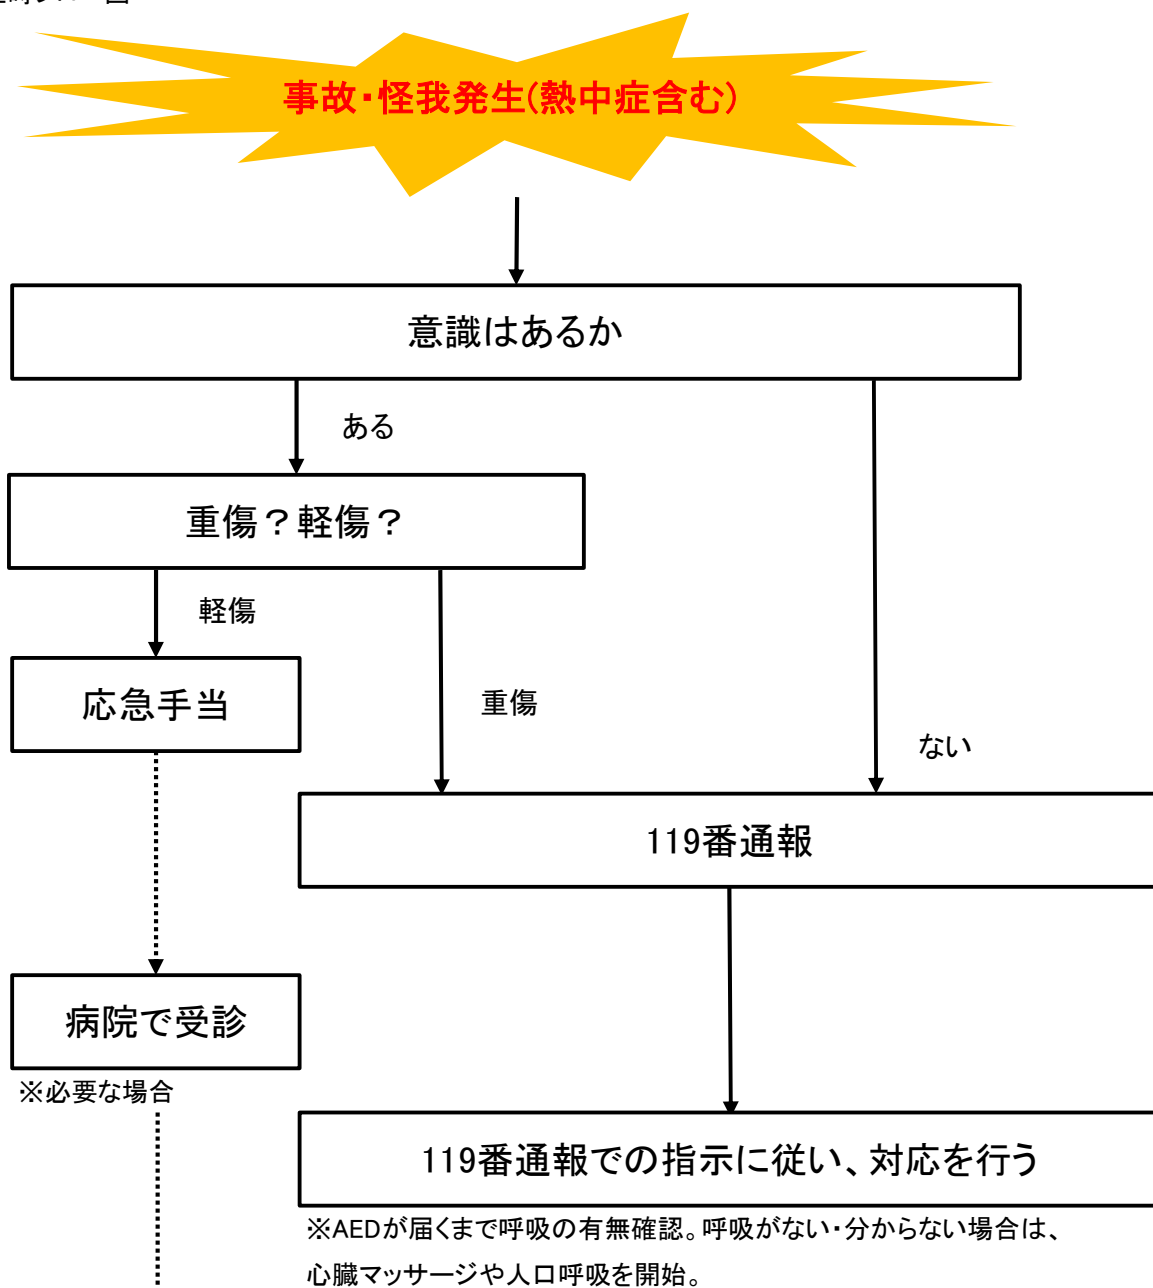 事故・怪我発生(熱中症含む)
意識はあるか
ある
重傷？軽傷？
軽傷
応急手当
重傷
ない
119番通報
病院で受診
※必要な場合
119番通報での指示に従い、対応を行う
※AEDが届くまで呼吸の有無確認。呼吸がない・分からない場合は、
心臓マッサージや人口呼吸を開始。